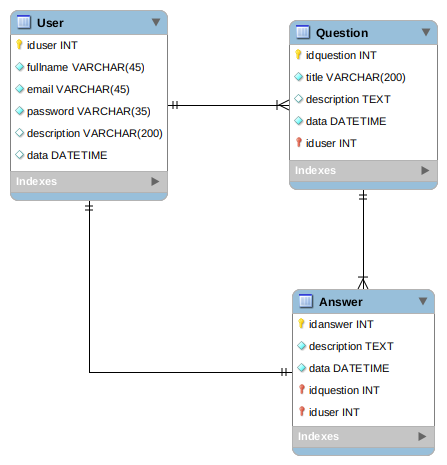 User
iduser INT
fullname VARCHAR(45)
email VARCHAR(45)
password VARCHAR(35)
description VARCHAR(200)
data DATETIME
Indexes
Question
idquestion INT
title VARCHAR(200)
description TEXT
data DATETIME
iduser INT
Indexes
Answer
idanswer INT
description TEXT
data DATETIME
idquestion INT
iduser INT
Indexes